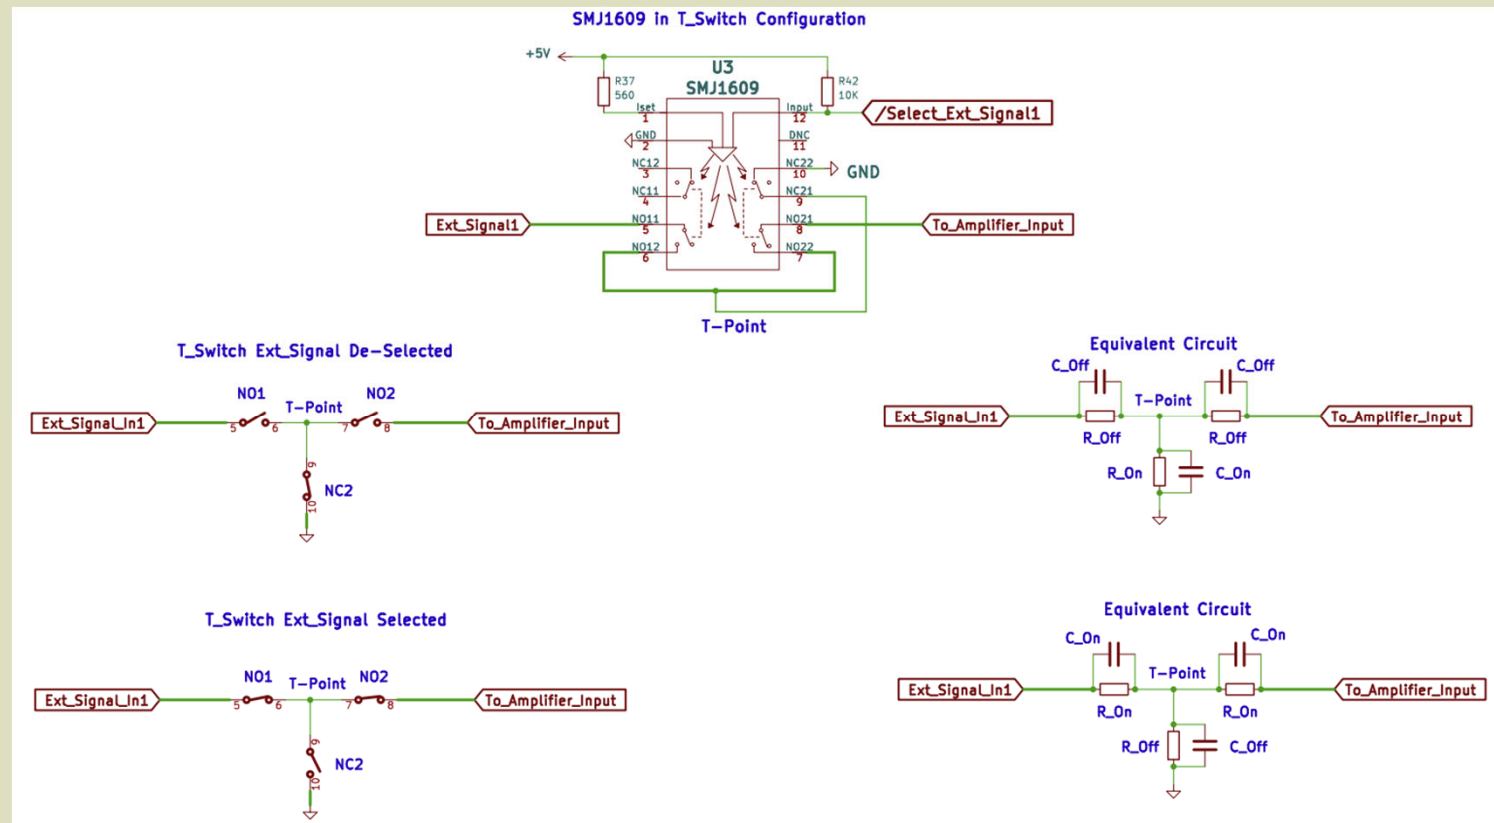 SMJ1609 in T_Switch Configuration
+5V
R37
560
U3
SMJ1609
R42
10K
Iset
1
Input
12
/Select_Ext_Signal1
GND
2
DNC
11
NC12
3
NC22
10
GND
NC11
4
NC21
9
Ext_Signal1
NO11
5
NO21
8
To_Amplifier_Input
NO12
6
NO22
7
T-Point
T_Switch Ext_Signal De-Selected
NO1
T-Point
NO2
Ext_Signal_In1
5
6
7
8
To_Amplifier_Input
9
NC2
10
Equivalent Circuit
C_Off
C_Off
T-Point
Ext_Signal_In1
To_Amplifier_Input
R_Off
R_Off
R_On
C_On
T_Switch Ext_Signal Selected
NO1
T-Point
NO2
Ext_Signal_In1
5
6
7
8
To_Amplifier_Input
9
NC2
10
Equivalent Circuit
C_On
C_On
T-Point
Ext_Signal_In1
To_Amplifier_Input
R_On
R_On
R_Off
C_Off